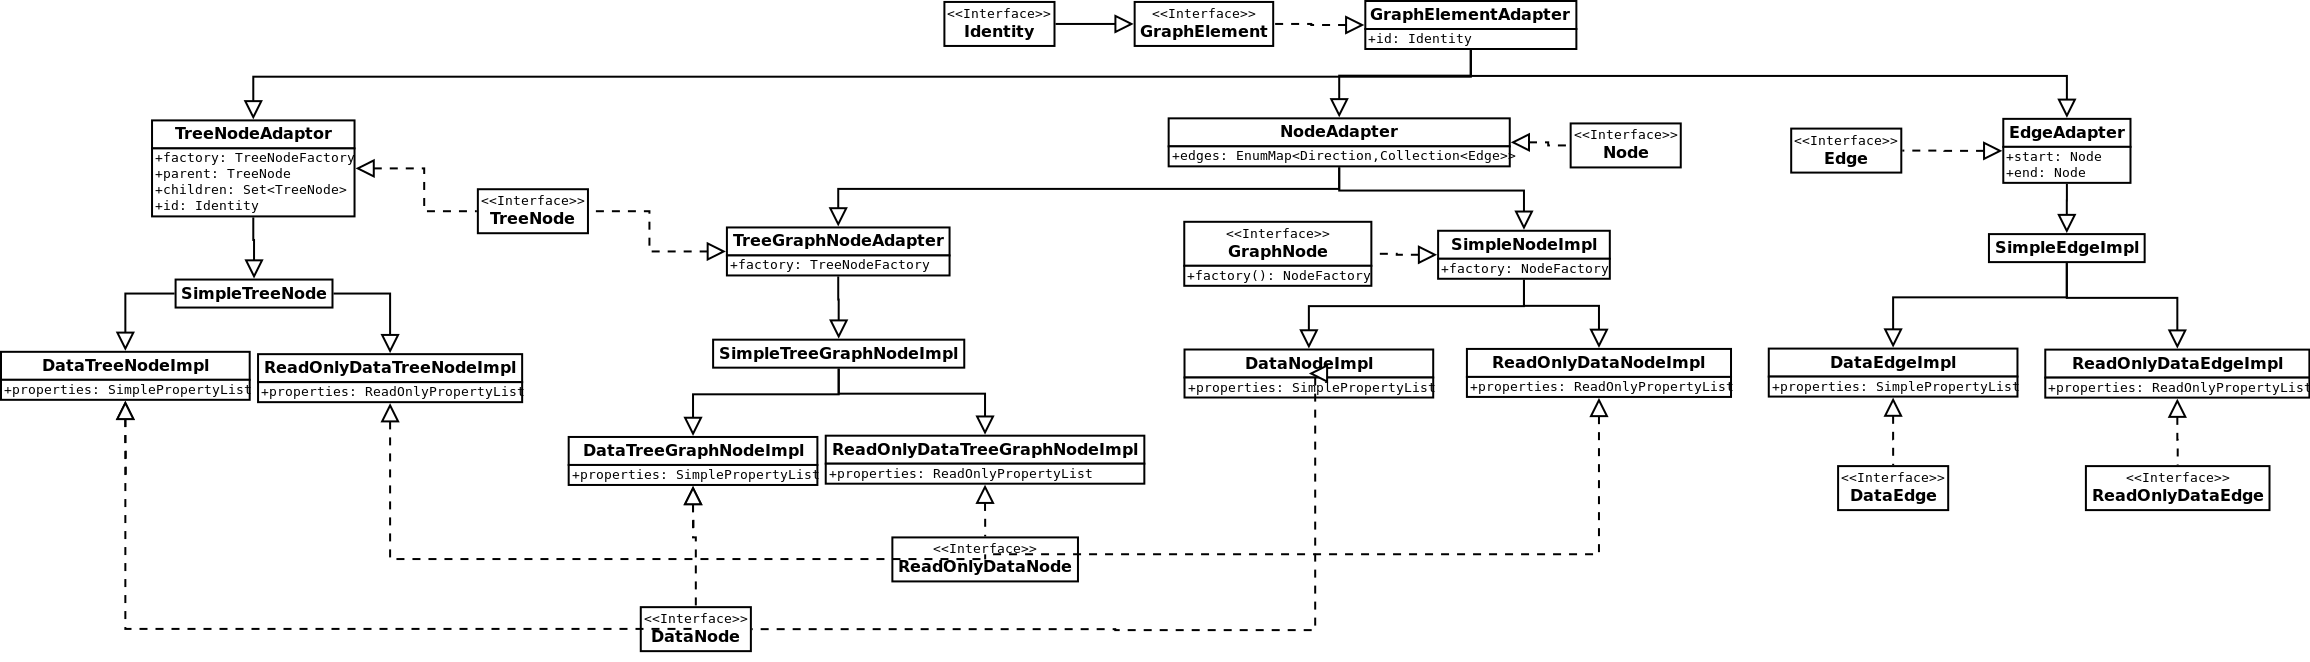 <<Interface>>
Identity
<<Interface>>
GraphElement
GraphElementAdapter
+id: Identity
TreeNodeAdaptor
+factory: TreeNodeFactory
+parent: TreeNode
+children: Set<TreeNode>
+id: Identity
<<Interface>>
TreeNode
NodeAdapter
+edges: EnumMap<Direction,Collection<Edge>>
<<Interface>>
Node
<<Interface>>
Edge
EdgeAdapter
+start: Node
+end: Node
TreeGraphNodeAdapter
+factory: TreeNodeFactory
<<Interface>>
GraphNode
+factory(): NodeFactory
SimpleNodeImpl
+factory: NodeFactory
SimpleEdgeImpl
SimpleTreeNode
SimpleTreeGraphNodeImpl
DataTreeNodeImpl
+properties: SimplePropertyList
ReadOnlyDataTreeNodeImpl
+properties: ReadOnlyPropertyList
DataNodeImpl
+properties: SimplePropertyList
ReadOnlyDataNodeImpl
+properties: ReadOnlyPropertyList
DataEdgeImpl
+properties: SimplePropertyList
ReadOnlyDataEdgeImpl
+properties: ReadOnlyPropertyList
DataTreeGraphNodeImpl
+properties: SimplePropertyList
ReadOnlyDataTreeGraphNodeImpl
+properties: ReadOnlyPropertyList
<<Interface>>
DataEdge
<<Interface>>
ReadOnlyDataEdge
<<Interface>>
ReadOnlyDataNode
<<Interface>>
DataNode